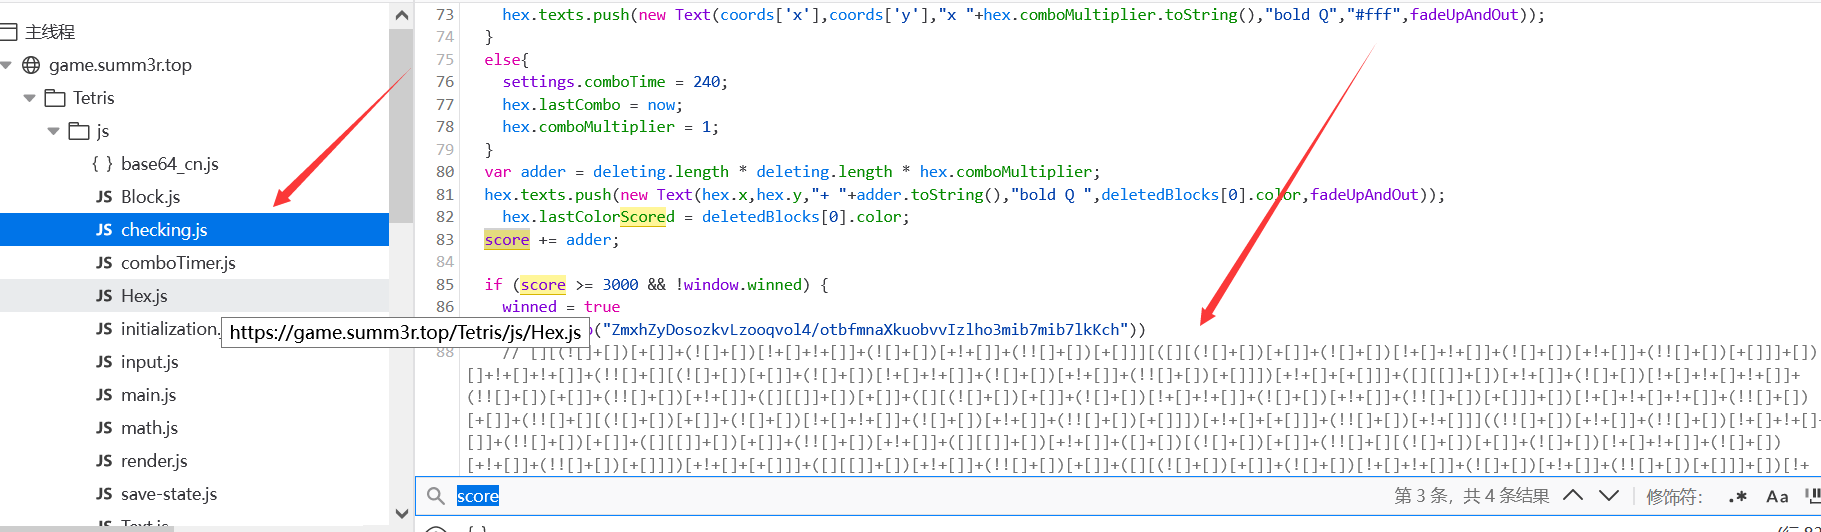 主线程
game.summ3r.top
Tetris
js
{ } base64_cn.js
JS Block.js
JS checking.js
JS comboTimer.js
JS Hex.js
JS initialization.
https://game.summ3r.top/Tetris/js/Hex.js
JS input.js
JS main.js
JS math.js
JS render.js
JS save-state.js
JS Text.js
73 hex.texts.push(new Text(coords['x'],coords['y'],"x "+hex.comboMultiplier.toString(),"bold Q","#fff",fadeUpAndOut));
74 }
75 else{
76 settings.comboTime = 240;
77 hex.lastCombo = now;
78 hex.comboMultiplier = 1;
79 }
80 var adder = deleting.length * deleting.length * hex.comboMultiplier;
81 hex.texts.push(new Text(hex.x,hex.y,"+ "+adder.toString(),"bold Q ",deletedBlocks[0].color,fadeUpAndOut));
82 hex.lastColorScored = deletedBlocks[0].color;
83 score += adder;
84
85 if (score >= 3000 && !window.winned) {
86 winned = true
("ZmxhZyDosozkvLzooqvol4/otbfmnaXkuobvvIzlho3mib7mib7lkKch"))
88 // [][(![]+[])[+[]]+(![]+[])[!+[]+!+[]]+(![]+[])[+!+[]]+(!![]+[])[+[]]][([][(![]+[])[+[]]+(![]+[])[!+[]+!+[]]+(![]+[])[+!+[]]+(!![]+[])[+[]]]+[])
[]+!+[]+!+[]]+(!![]+[][(![]+[])[+[]]+(![]+[])[!+[]+!+[]]+(![]+[])[+!+[]]+(!![]+[])[+[]]])[+!+[]+[+[]]]+([][[]]+[])[+!+[]]+(![]+[])[!+[]+!+[]+!+[]]+
(!![]+[])[+[]]+(!![]+[])[+!+[]]+([][[]]+[])[+[]]+([][(![]+[])[+[]]+(![]+[])[!+[]+!+[]]+(![]+[])[+!+[]]+(!![]+[])[+[]]]+[])[!+[]+!+[]+!+[]]+(!![]+[])
[+[]]+(!![]+[][(![]+[])[+[]]+(![]+[])[!+[]+!+[]]+(![]+[])[+!+[]]+(!![]+[])[+[]]])[+!+[]+[+[]]]+(!![]+[])[+!+[]]]((!![]+[])[+!+[]]+(!![]+[])[!+[]+!+[]+
[]]+(!![]+[])[+[]]+([][[]]+[])[+[]]+(!![]+[])[+!+[]]+([][[]]+[])[+!+[]]+([]+[])[(![]+[])[+[]]+(!![]+[][(![]+[])[+[]]+(![]+[])[!+[]+!+[]]+(![]+[])
[+!+[]]+(!![]+[])[+[]]])[+!+[]+[+[]]]+([][[]]+[])[+!+[]]+(!![]+[])[+[]]+([][(![]+[])[+[]]+(![]+[])[!+[]+!+[]]+(![]+[])[+!+[]]+(!![]+[])[+[]]]+[])[!+
score
第 3 条，共 4 条结果
修饰符：
.*
Aa